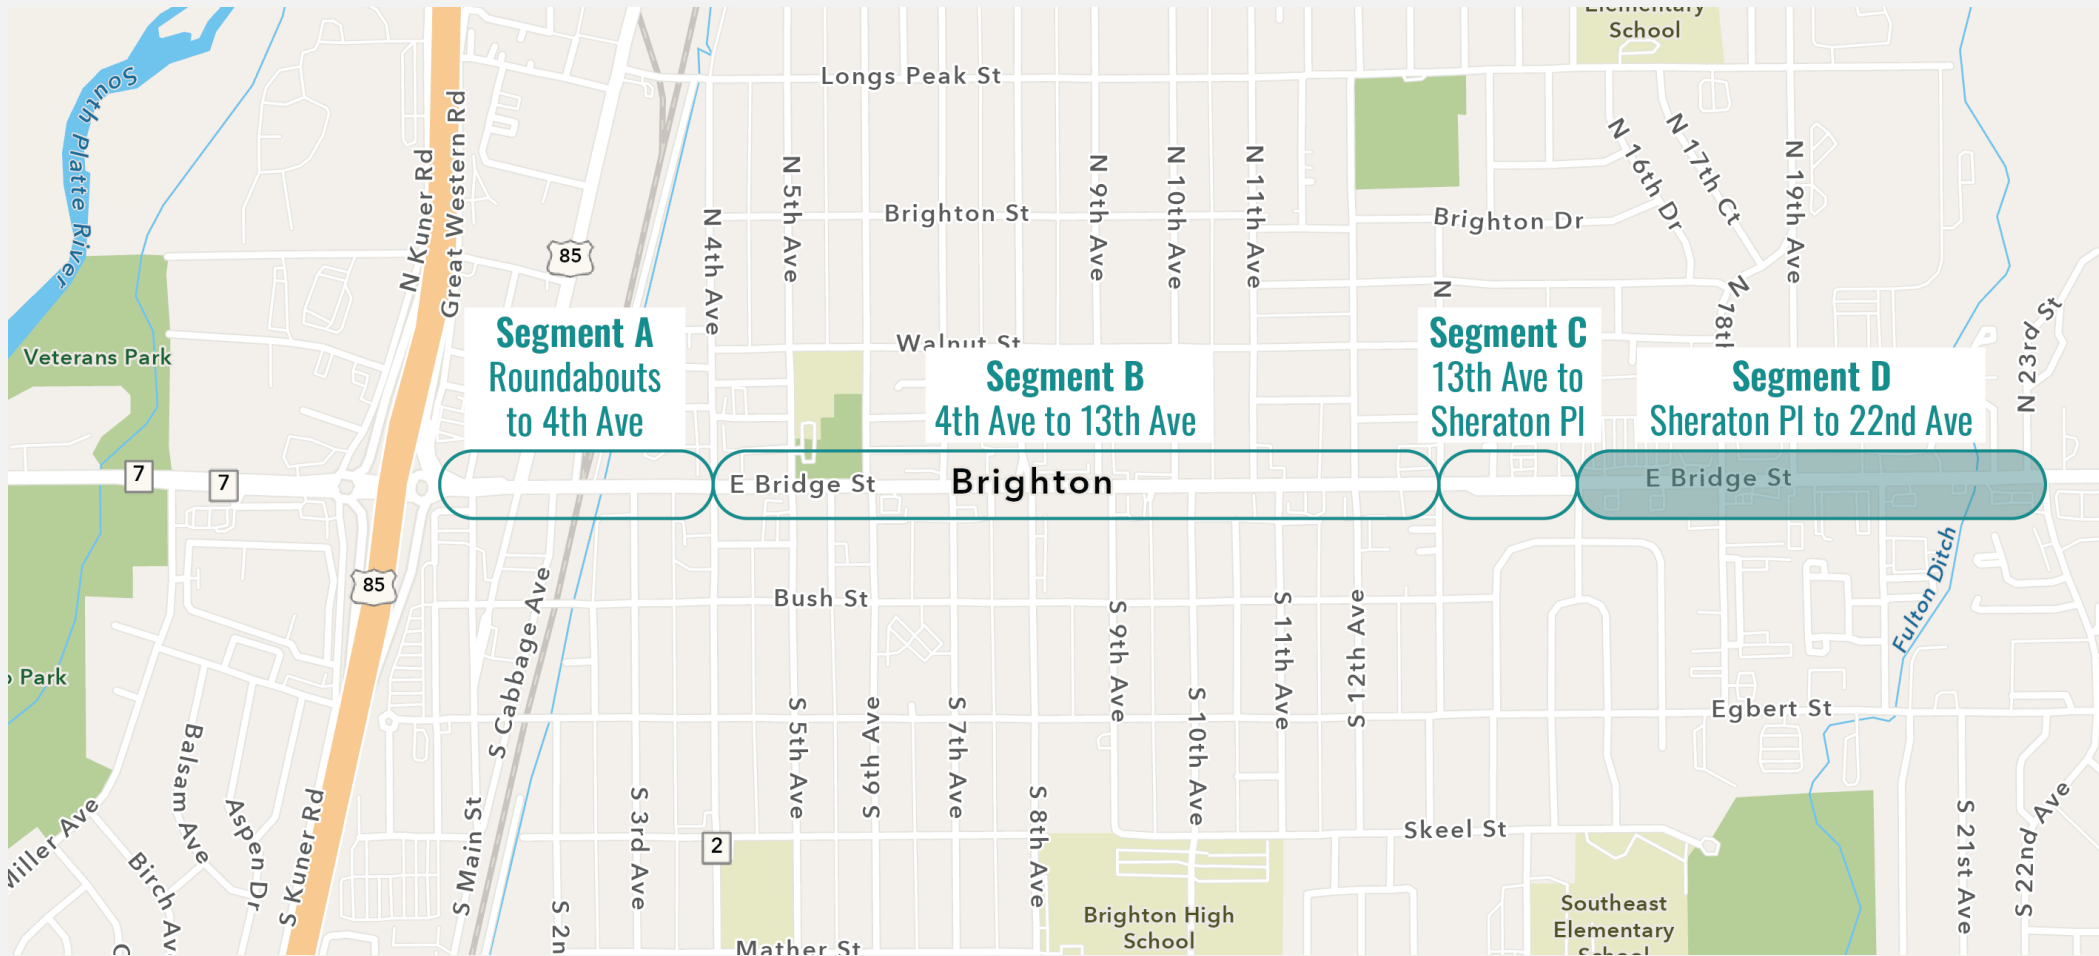 Elementary
School
South Platte River
Longs Peak St
N Kuner Rd
Great Western Rd
85
N 4th Ave
N 5th Ave
Brighton St
N 9th Ave
N 10th Ave
N 11th Ave
Brighton Dr
N 16th Dr
N 17th Ct
N 19th Ave
N
N 18th
N 23rd St
Veterans Park
Walnut St
Segment A
Roundabouts
to 4th Ave
Segment B
4th Ave to 13th Ave
Segment C
13th Ave to
Sheraton Pl
Segment D
Sheraton Pl to 22nd Ave
7
7
E Bridge St
Brighton
E Bridge St
85
S Cabbage Ave
Bush St
S 9th Ave
S 11th Ave
S 12th Ave
Fulton Ditch
Park
Balsam Ave
Aspen Dr
S Kuner Rd
S Main St
S 5th Ave
S 6th Ave
S 7th Ave
S 10th Ave
Egbert St
Miller Ave
Birch Av
S 3rd Ave
2
S 8th Ave
Skeel St
S 21st Ave
S 22nd Ave
S 2n
Mather St
Brighton High
School
Southeast
Elementary
School